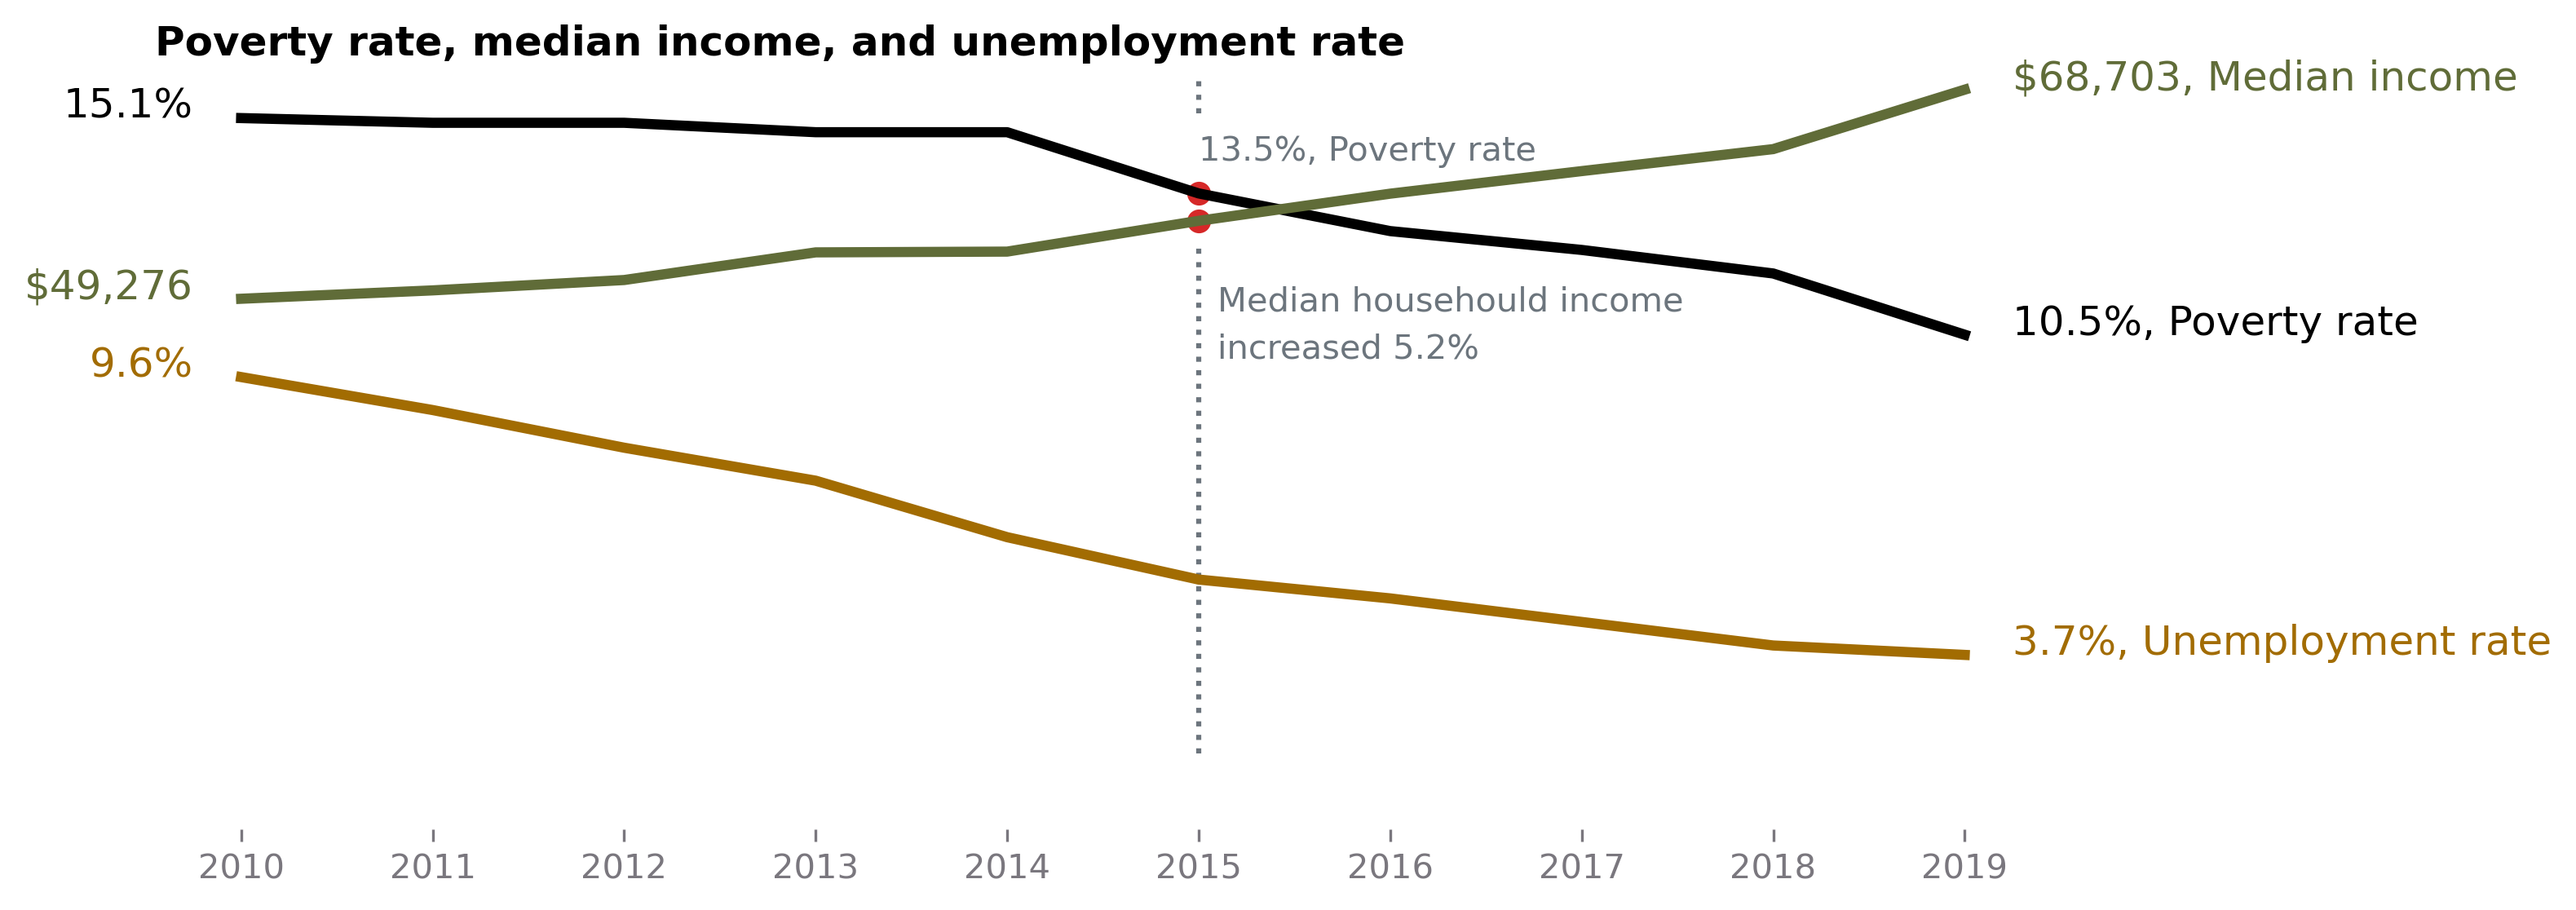 Poverty rate, median income, and unemployment rate
$68,703, Median income
15.1%
13.5%, Poverty rate
$49,276
Median househould income
increased 5.2%
10.5%, Poverty rate
9.6%
3.7%, Unemployment rate
2010 2011 2012 2013 2014 2015 2016 2017 2018 2019